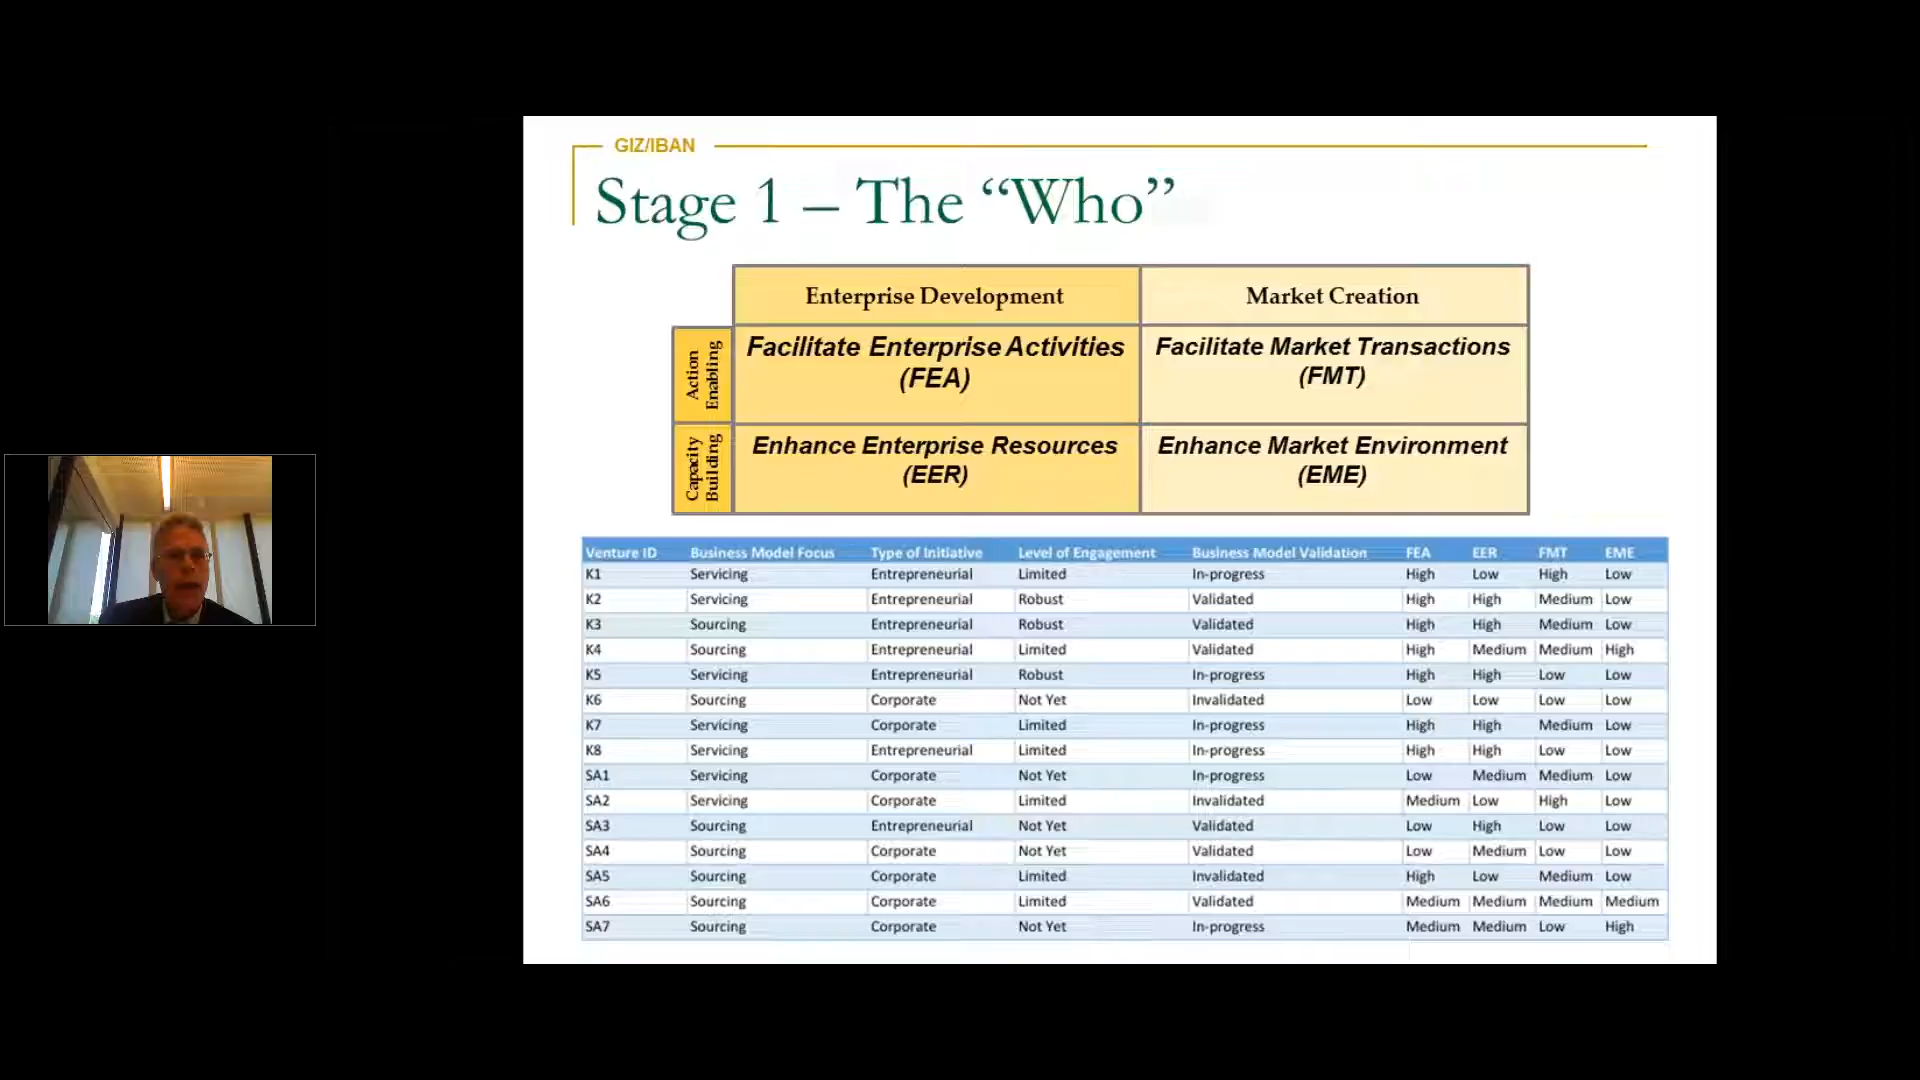 GIZ/IBAN
Stage 1 – The “Who”
Enterprise Development Market Creation
Action
Enabling
Facilitate Enterprise Activities
(FEA)
Facilitate Market Transactions
(FMT)
Capacity
Building
Enhance Enterprise Resources
(EER)
Enhance Market Environment
(EME)
Venture ID Business Model Focus Type of Initiative Level of Engagement Business Model Validation FEA EER FMT EME
K1 Servicing Entrepreneurial Limited In-progress High Low High Low
K2 Servicing Entrepreneurial Robust Validated High High Medium Low
K3 Sourcing Entrepreneurial Robust Validated High High Medium Low
K4 Sourcing Entrepreneurial Limited Validated High Medium Medium High
K5 Servicing Entrepreneurial Robust In-progress High High Low Low
K6 Sourcing Corporate Not Yet Invalidated Low Low Low Low
K7 Servicing Corporate Limited In-progress High High Medium Low
K8 Servicing Entrepreneurial Limited In-progress High High Low Low
SA1 Servicing Corporate Not Yet In-progress Low Medium Medium Low
SA2 Servicing Corporate Limited Invalidated Medium Low High Low
SA3 Sourcing Entrepreneurial Not Yet Validated Low High Low Low
SA4 Sourcing Corporate Not Yet Validated Low Medium Low Low
SA5 Sourcing Corporate Limited Invalidated High Low Medium Low
SA6 Sourcing Corporate Limited Validated Medium Medium Medium Medium
SA7 Sourcing Corporate Not Yet In-progress Medium Medium Low High